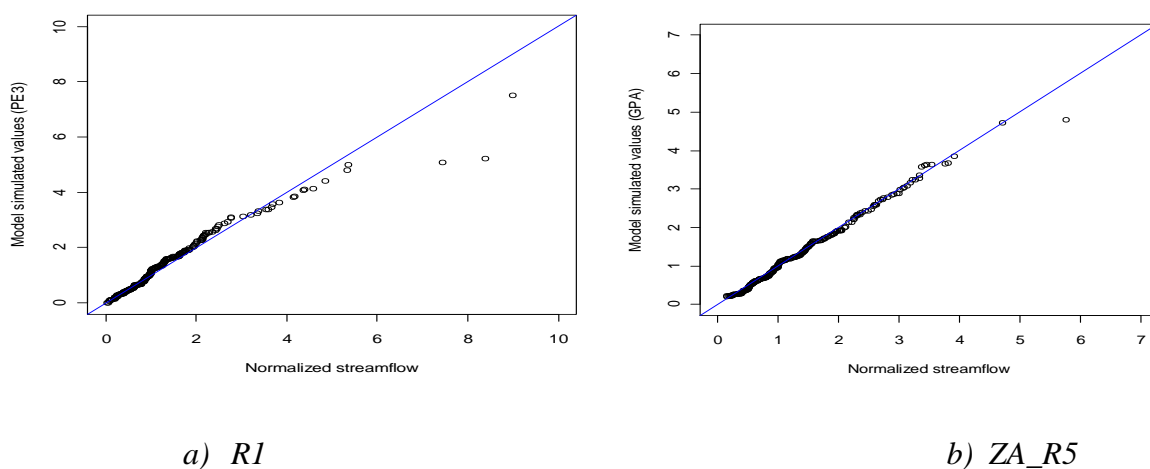 Model simulated values (PE3)
10
8
6
4
2
0
0 2 4 6 8 10
Normalized streamflow
a) R1
Model simulated values (GPA)
7
6
5
4
3
2
1
0
0 1 2 3 4 5 6 7
Normalized streamflow
b) ZA_R5